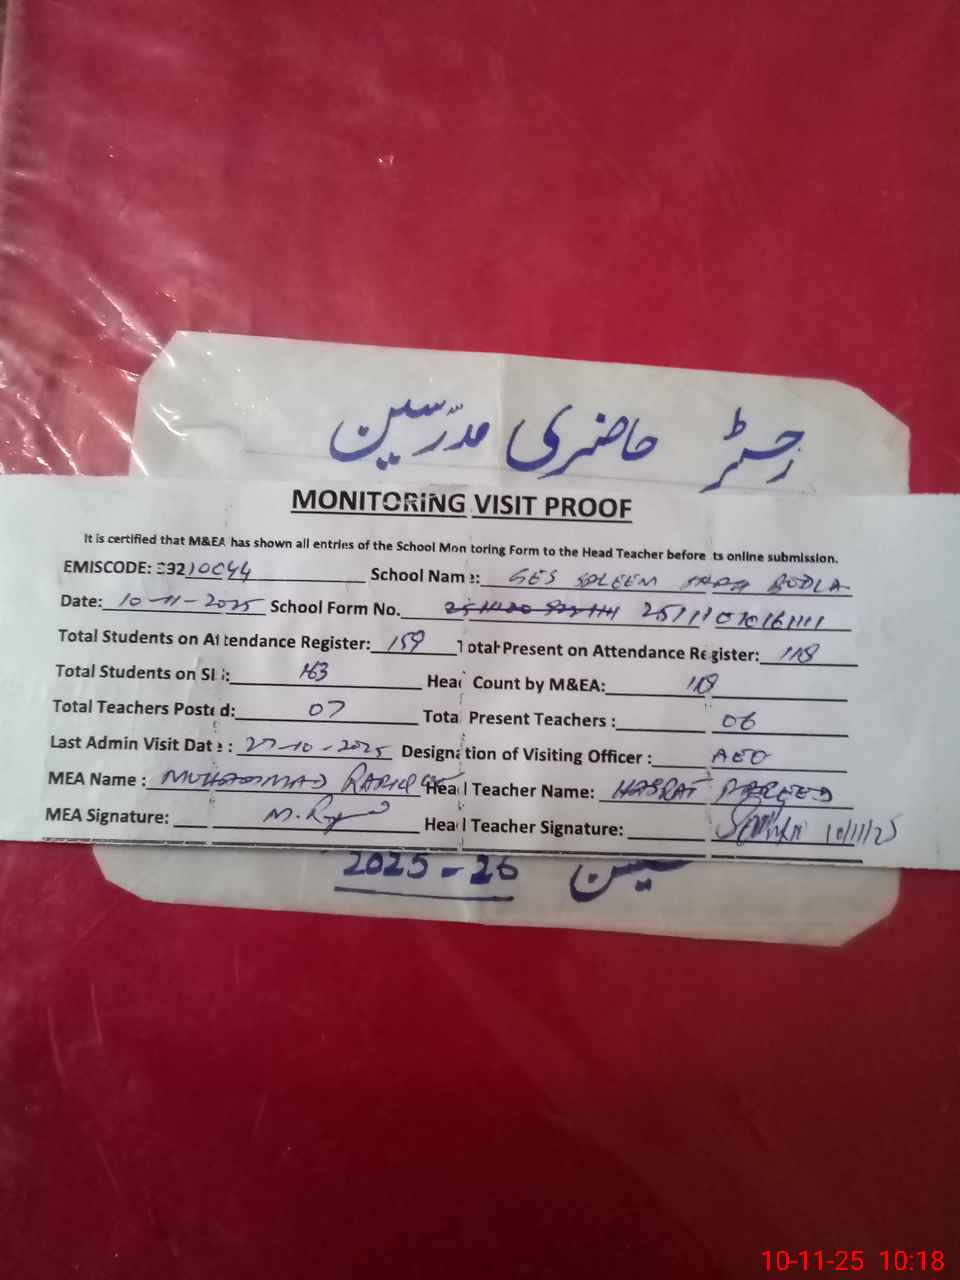 رجسٹر حاضری مدرسین
MONITORING VISIT PROOF
It is certified that M&EA has shown all entries of the School Monitoring Form to the Head Teacher before its online submission.
EMISCODE: 39210044 School Name: GES SALEEM BODLA
Date: 10-11-2025 School Form No. 251110101611111
Total Students on Attendance Register: 159 Total Present on Attendance Register: 118
Total Students on SIS: 163 Head Count by M&EA: 118
Total Teachers Posted: 07 Total Present Teachers : 06
Last Admin Visit Date : 27-10-2025 Designation of Visiting Officer : AEO
MEA Name : MUHAMMAD Head Teacher Name:
MEA Signature: Head Teacher Signature: 10/11/25
2025-26
10-11-25 10:18